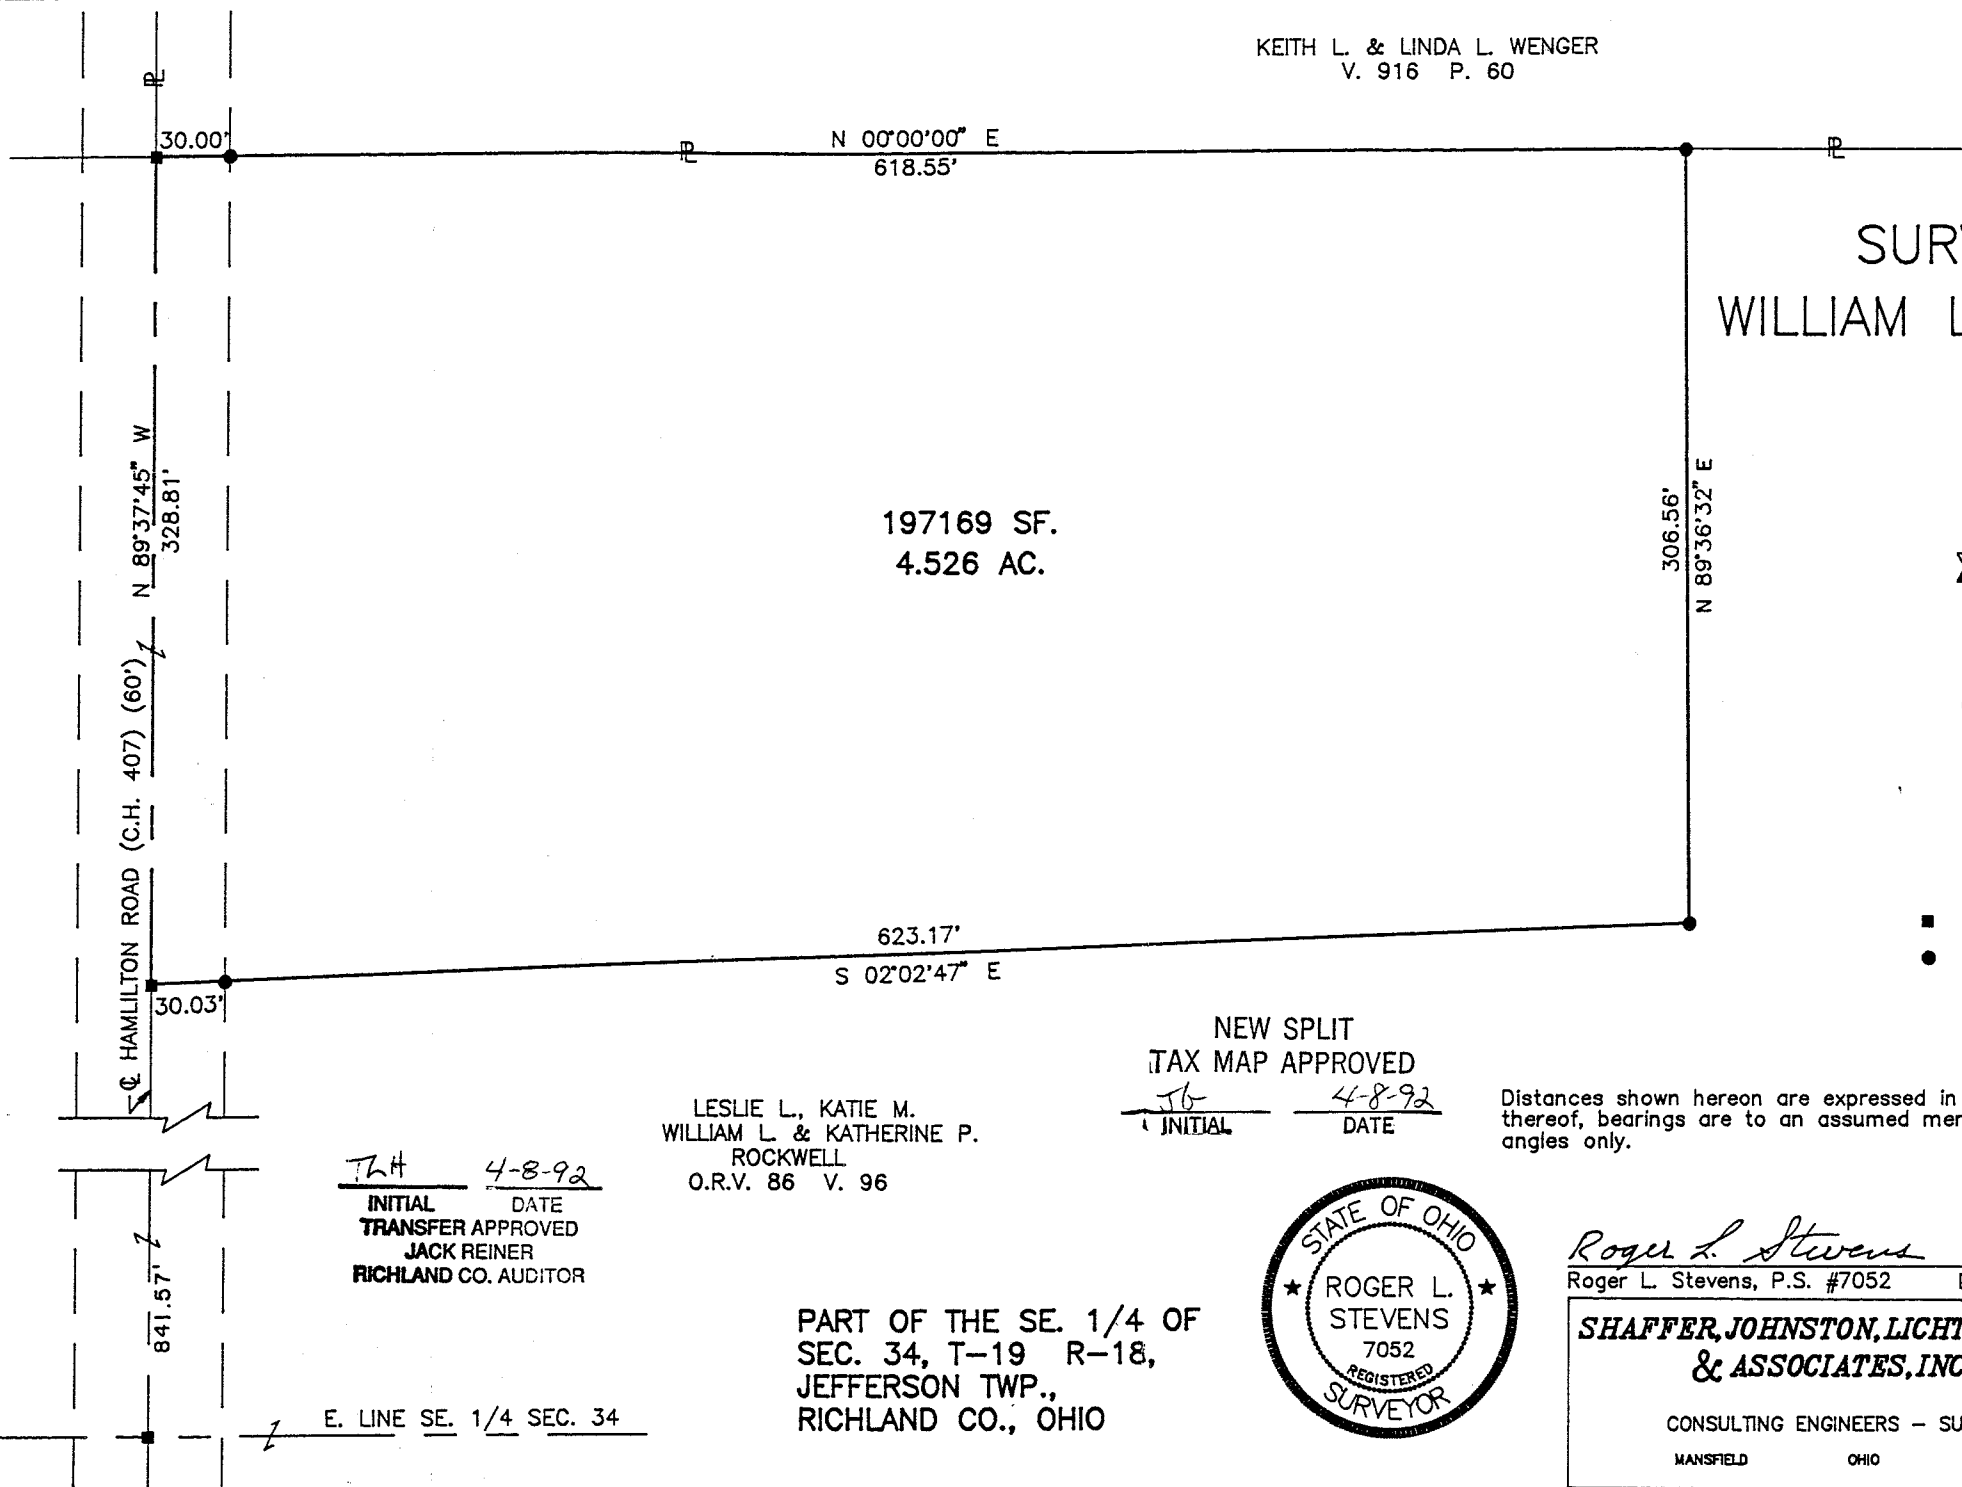 KEITH L. & LINDA L. WENGER
V. 916 P. 60
30.00'
N 00°00'00" E
618.55'
N 89°37'45" W
328.81'
197169 SF.
4.526 AC.
306.56'
N 89°36'32" E
WILLIAM
℄ HAMLILTON ROAD (C.H. 407) (60')
623.17'
S 02°02'47" E
30.03'
NEW SPLIT
TAX MAP APPROVED
4-8-92
INITIAL DATE
LESLIE L., KATIE M.
WILLIAM L. & KATHERINE P.
ROCKWELL
O.R.V. 86 V. 96
Distances shown hereon are expressed in
thereof, bearings are to an assumed
angles only.
TLH 4-8-92
INITIAL DATE
TRANSFER APPROVED
JACK REINER
RICHLAND CO. AUDITOR
841.57'
E. LINE SE. 1/4 SEC. 34
PART OF THE SE. 1/4 OF
SEC. 34, T-19 R-18,
JEFFERSON TWP.,
RICHLAND CO., OHIO
STATE OF OHIO
ROGER L.
STEVENS
7052
REGISTERED
SURVEYOR
Roger L. Stevens
Roger L. Stevens, P.S. #7052
SHAFFER, JOHNSTON,
& ASSOCIATES, INC
CONSULTING ENGINEERS -
MANSFIELD OHIO